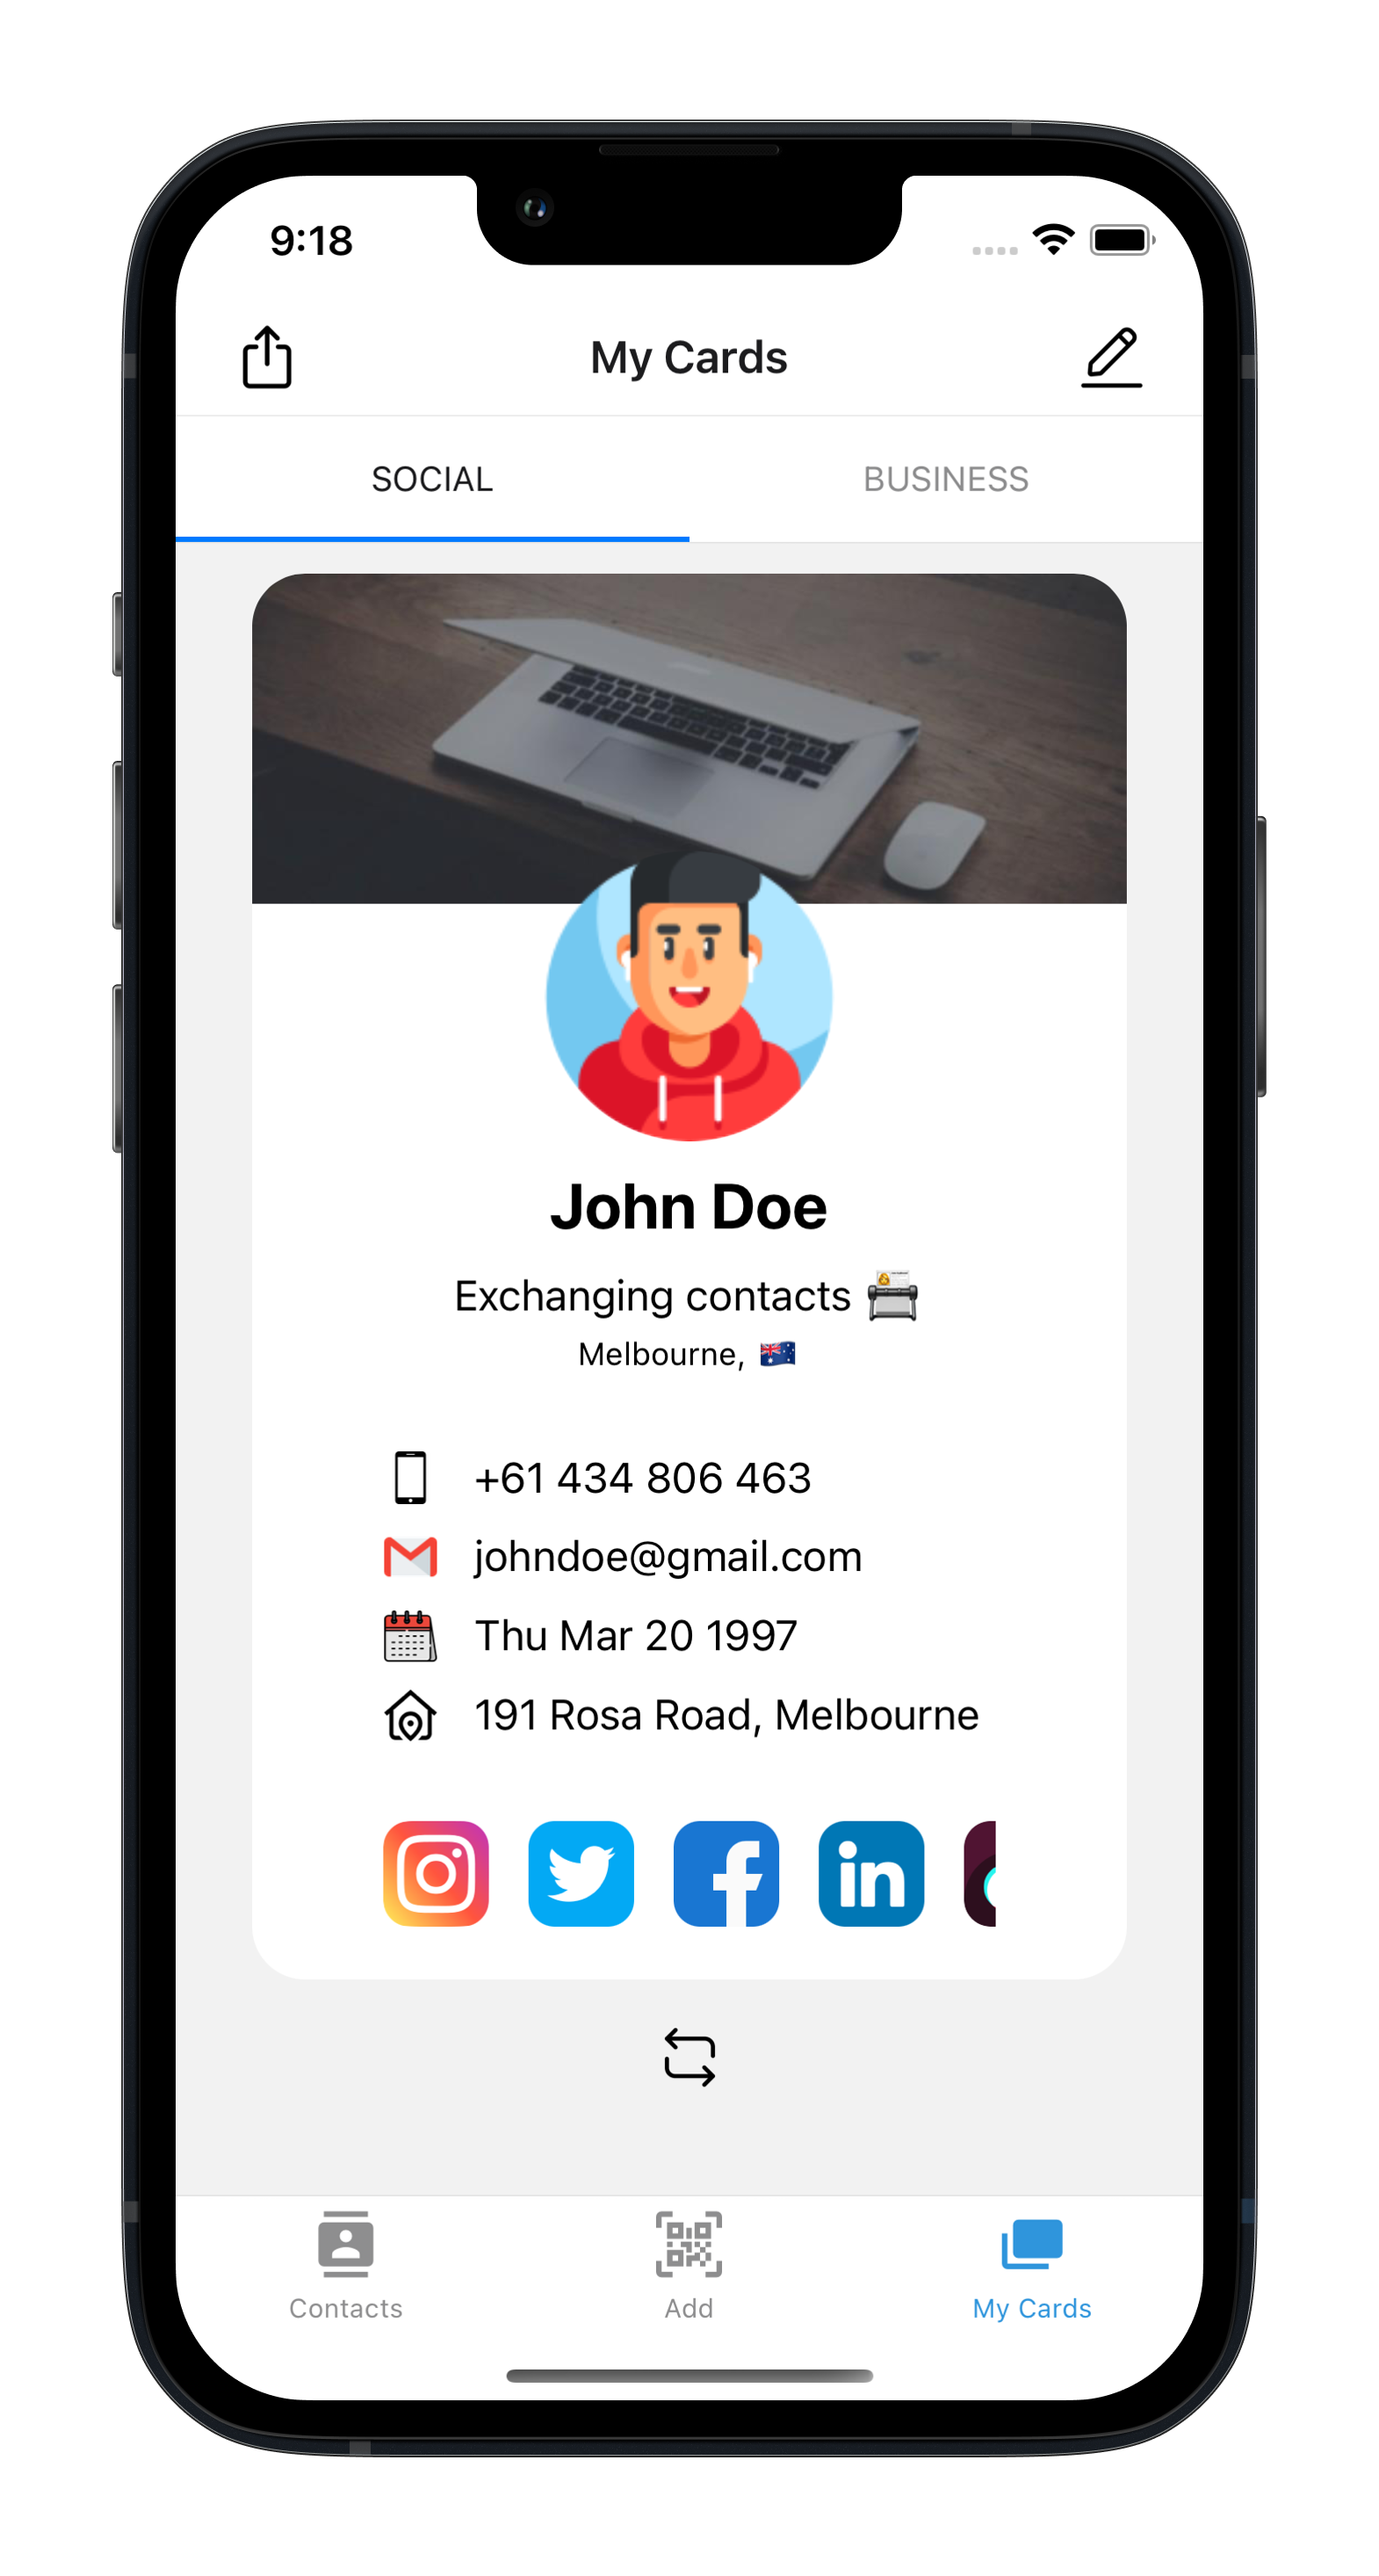 9:18
My Cards
SOCIAL
BUSINESS
John Doe
Exchanging contacts
Melbourne,
+61 434 806 463
johndoe@gmail.com
Thu Mar 20 1997
191 Rosa Road, Melbourne
Contacts
Add
My Cards